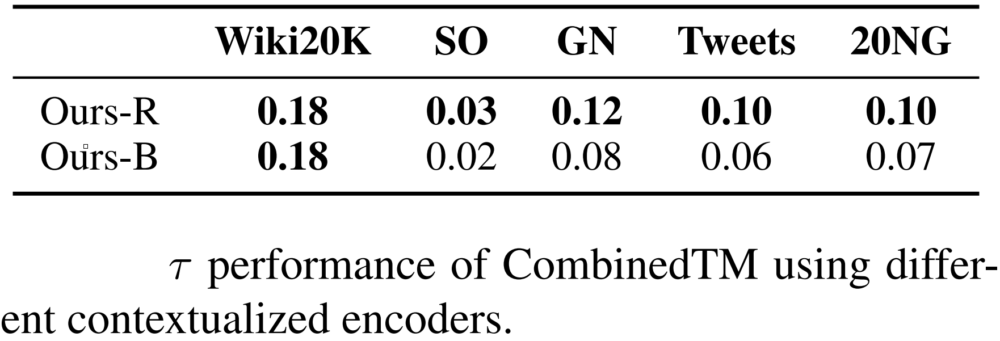 Wiki20K SO GN Tweets 20NG
Ours-R 0.18 0.03 0.12 0.10 0.10
Ours-B 0.18 0.02 0.08 0.06 0.07
τ performance of CombinedTM using differ-
ent contextualized encoders.